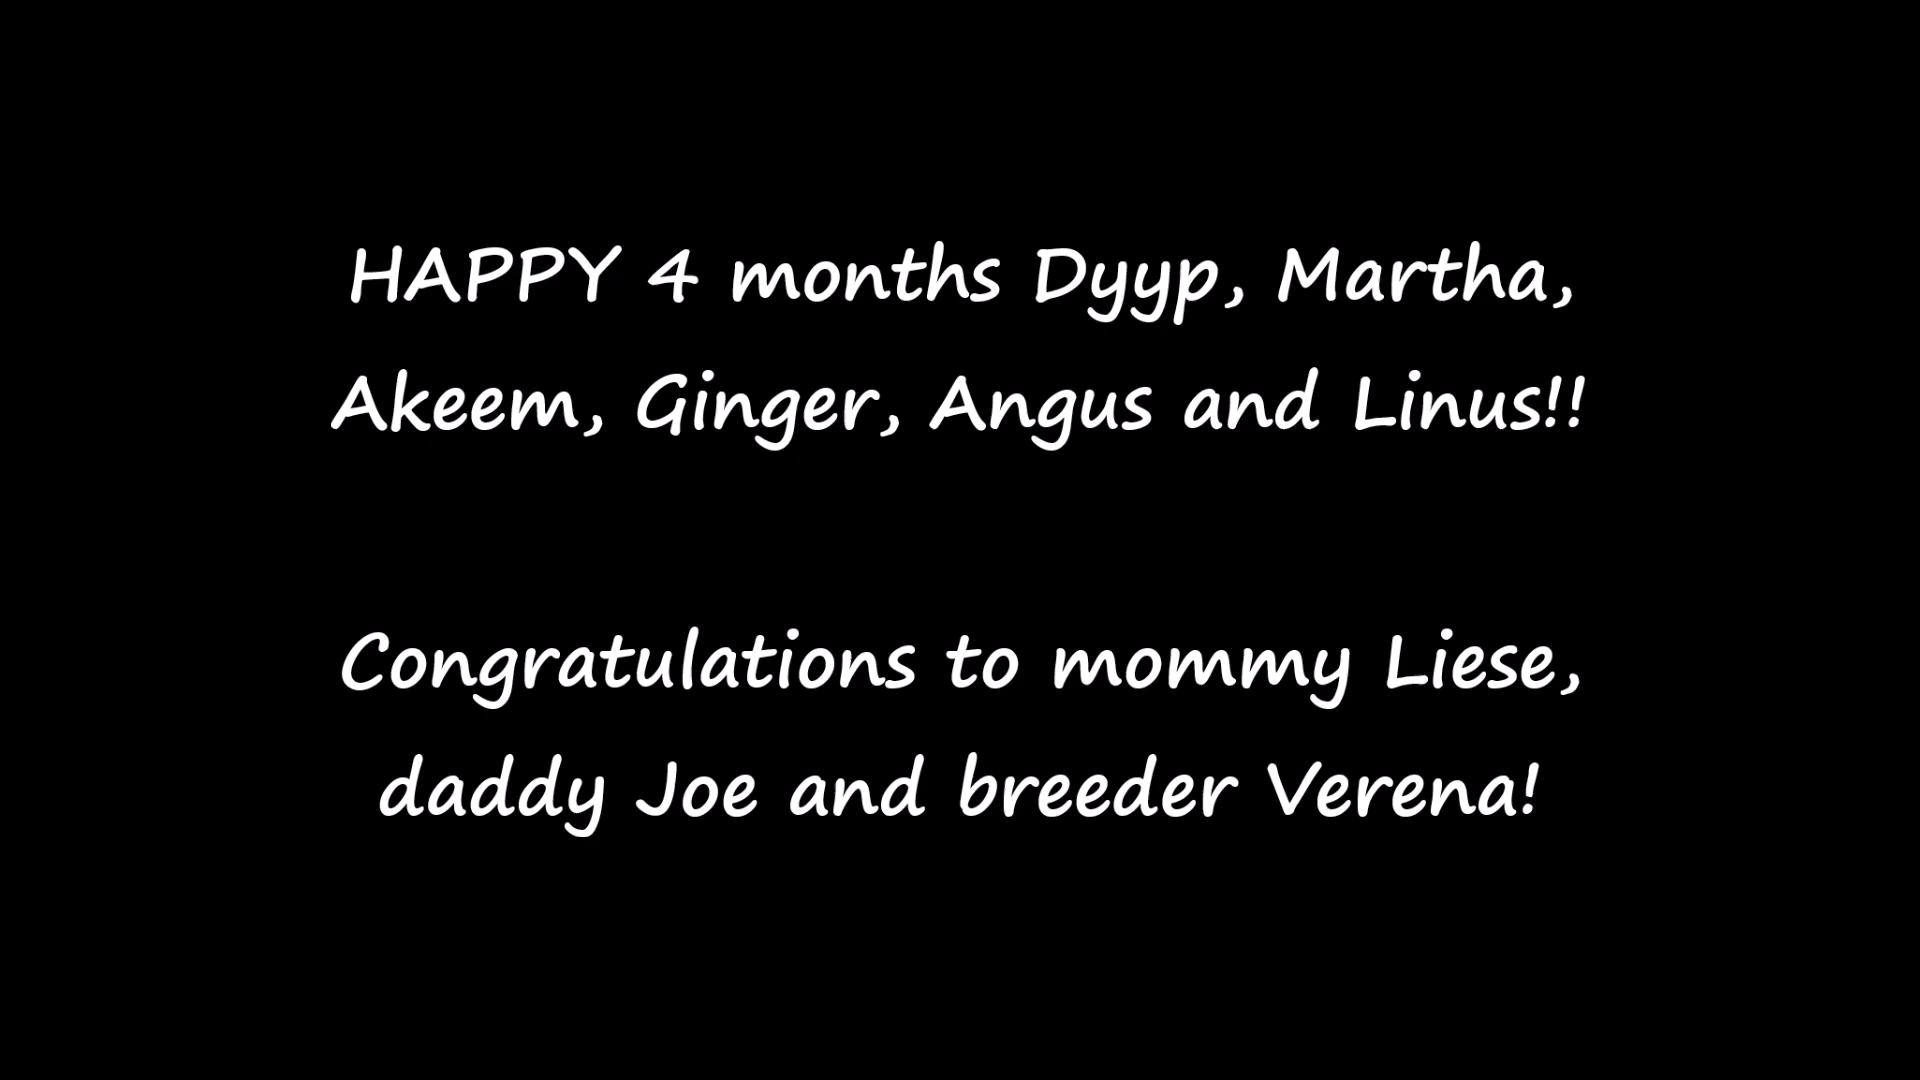 HAPPY 4 months Dyyp, Martha,
Akeem, Ginger, Angus and Linus!!
Congratulations to mommy Liese,
daddy Joe and breeder Verena!